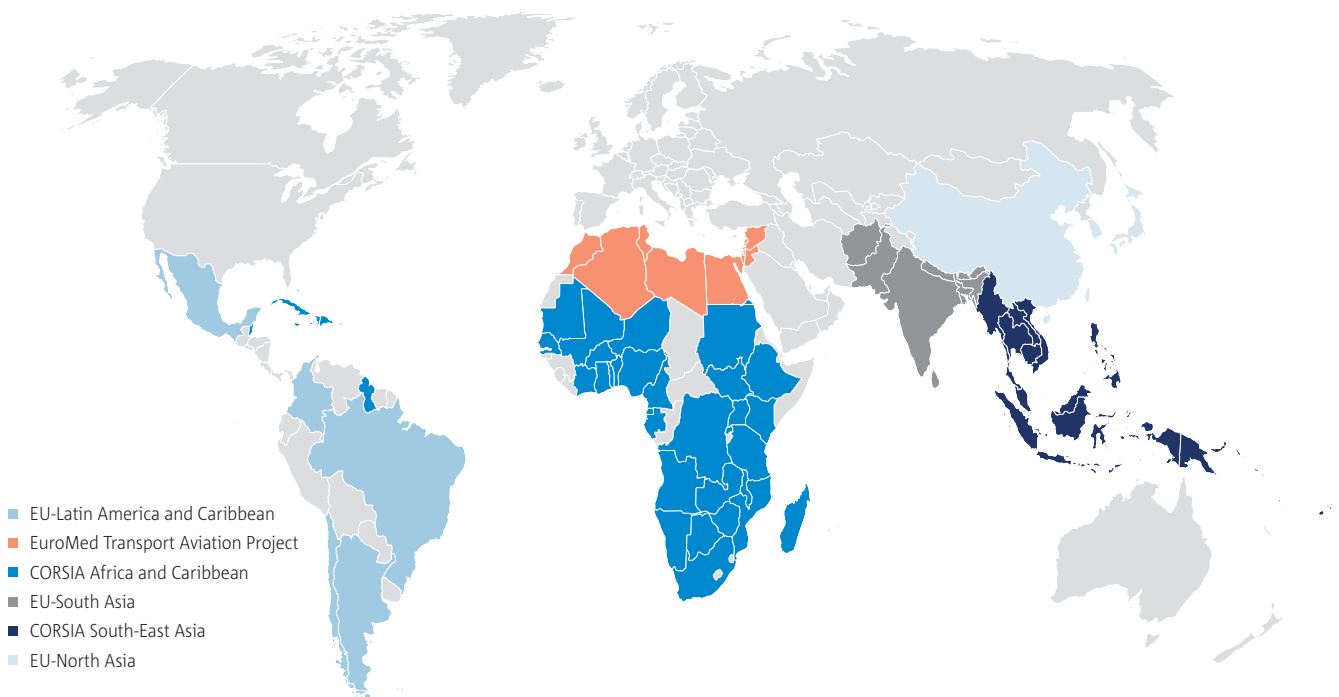 EU-Latin America and Caribbean
EuroMed Transport Aviation Project
CORSIA Africa and Caribbean
EU-South Asia
CORSIA South-East Asia
EU-North Asia